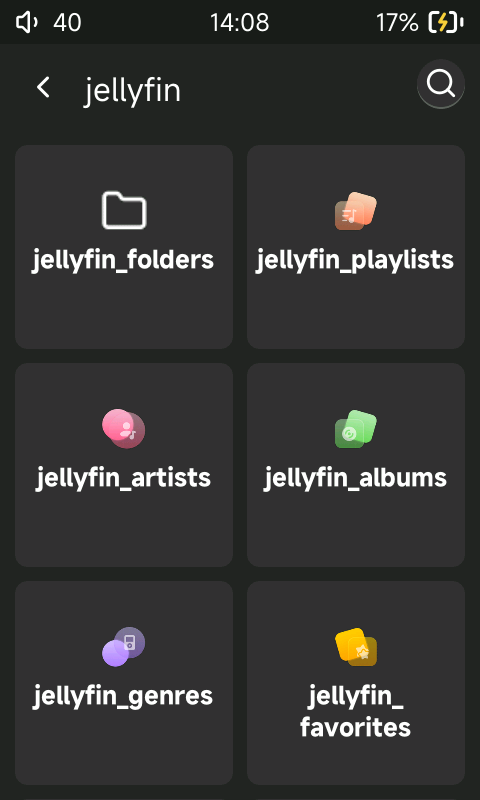 40 14:08 17%
jellyfin
jellyfin_folders jellyfin_playlists
jellyfin_artists jellyfin_albums
jellyfin_genres jellyfin_
favorites